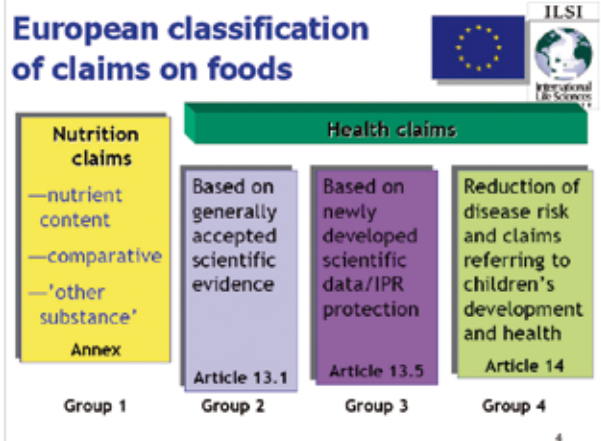 European classification
of claims on foods
ILSI
International
Life Sciences
Health claims
Nutrition
claims
—nutrient
content
—comparative
—'other
substance'
Annex
Group 1
Based on
generally
accepted
scientific
evidence
Article 13.1
Group 2
Based on
newly
developed
scientific
data/IPR
protection
Article 13.5
Group 3
Reduction of
disease risk
and claims
referring to
children's
development
and health
Article 14
Group 4
4